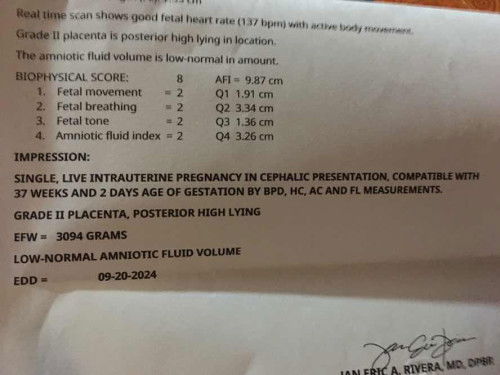 Real time scan shows good fetal heart rate (137 bpm) with active body movement.
Grade II placenta is posterior high lying in location.
The amniotic fluid volume is low-normal in amount.
BIOPHYSICAL SCORE: 8 AFI = 9.87 cm
1. Fetal movement = 2 Q1 1.91 cm
2. Fetal breathing = 2 Q2 3.34 cm
3. Fetal tone = 2 Q3 1.36 cm
4. Amniotic fluid index = 2 Q4 3.26 cm
IMPRESSION:
SINGLE, LIVE INTRAUTERINE PREGNANCY IN CEPHALIC PRESENTATION, COMPATIBLE WITH
37 WEEKS AND 2 DAYS AGE OF GESTATION BY BPD, HC, AC AND FL MEASUREMENTS.
GRADE II PLACENTA, POSTERIOR HIGH LYING
EFW = 3094 GRAMS
LOW-NORMAL AMNIOTIC FLUID VOLUME
EDD = 09-20-2024
JAN ERIC A. RIVERA, MD, DPBR